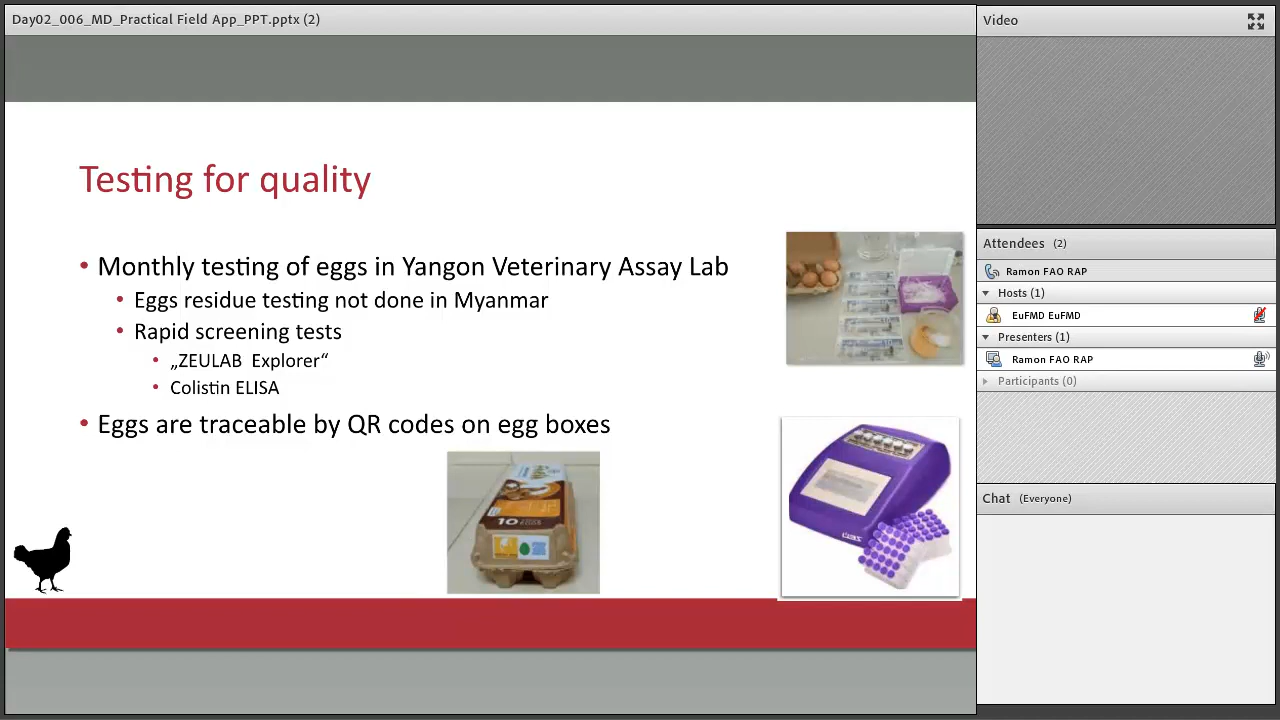 Day02_006_MD_Practical Field App_PPT.pptx (2)
Testing for quality
• Monthly testing of eggs in Yangon Veterinary Assay Lab
• Eggs residue testing not done in Myanmar
• Rapid screening tests
• „ZEULAB Explorer“
• Colistin ELISA
• Eggs are traceable by QR codes on egg boxes
10
Video
Attendees (2)
Ramon FAO RAP
Hosts (1)
EuFMD EuFMD
Presenters (1)
Ramon FAO RAP
Participants (0)
Chat (Everyone)